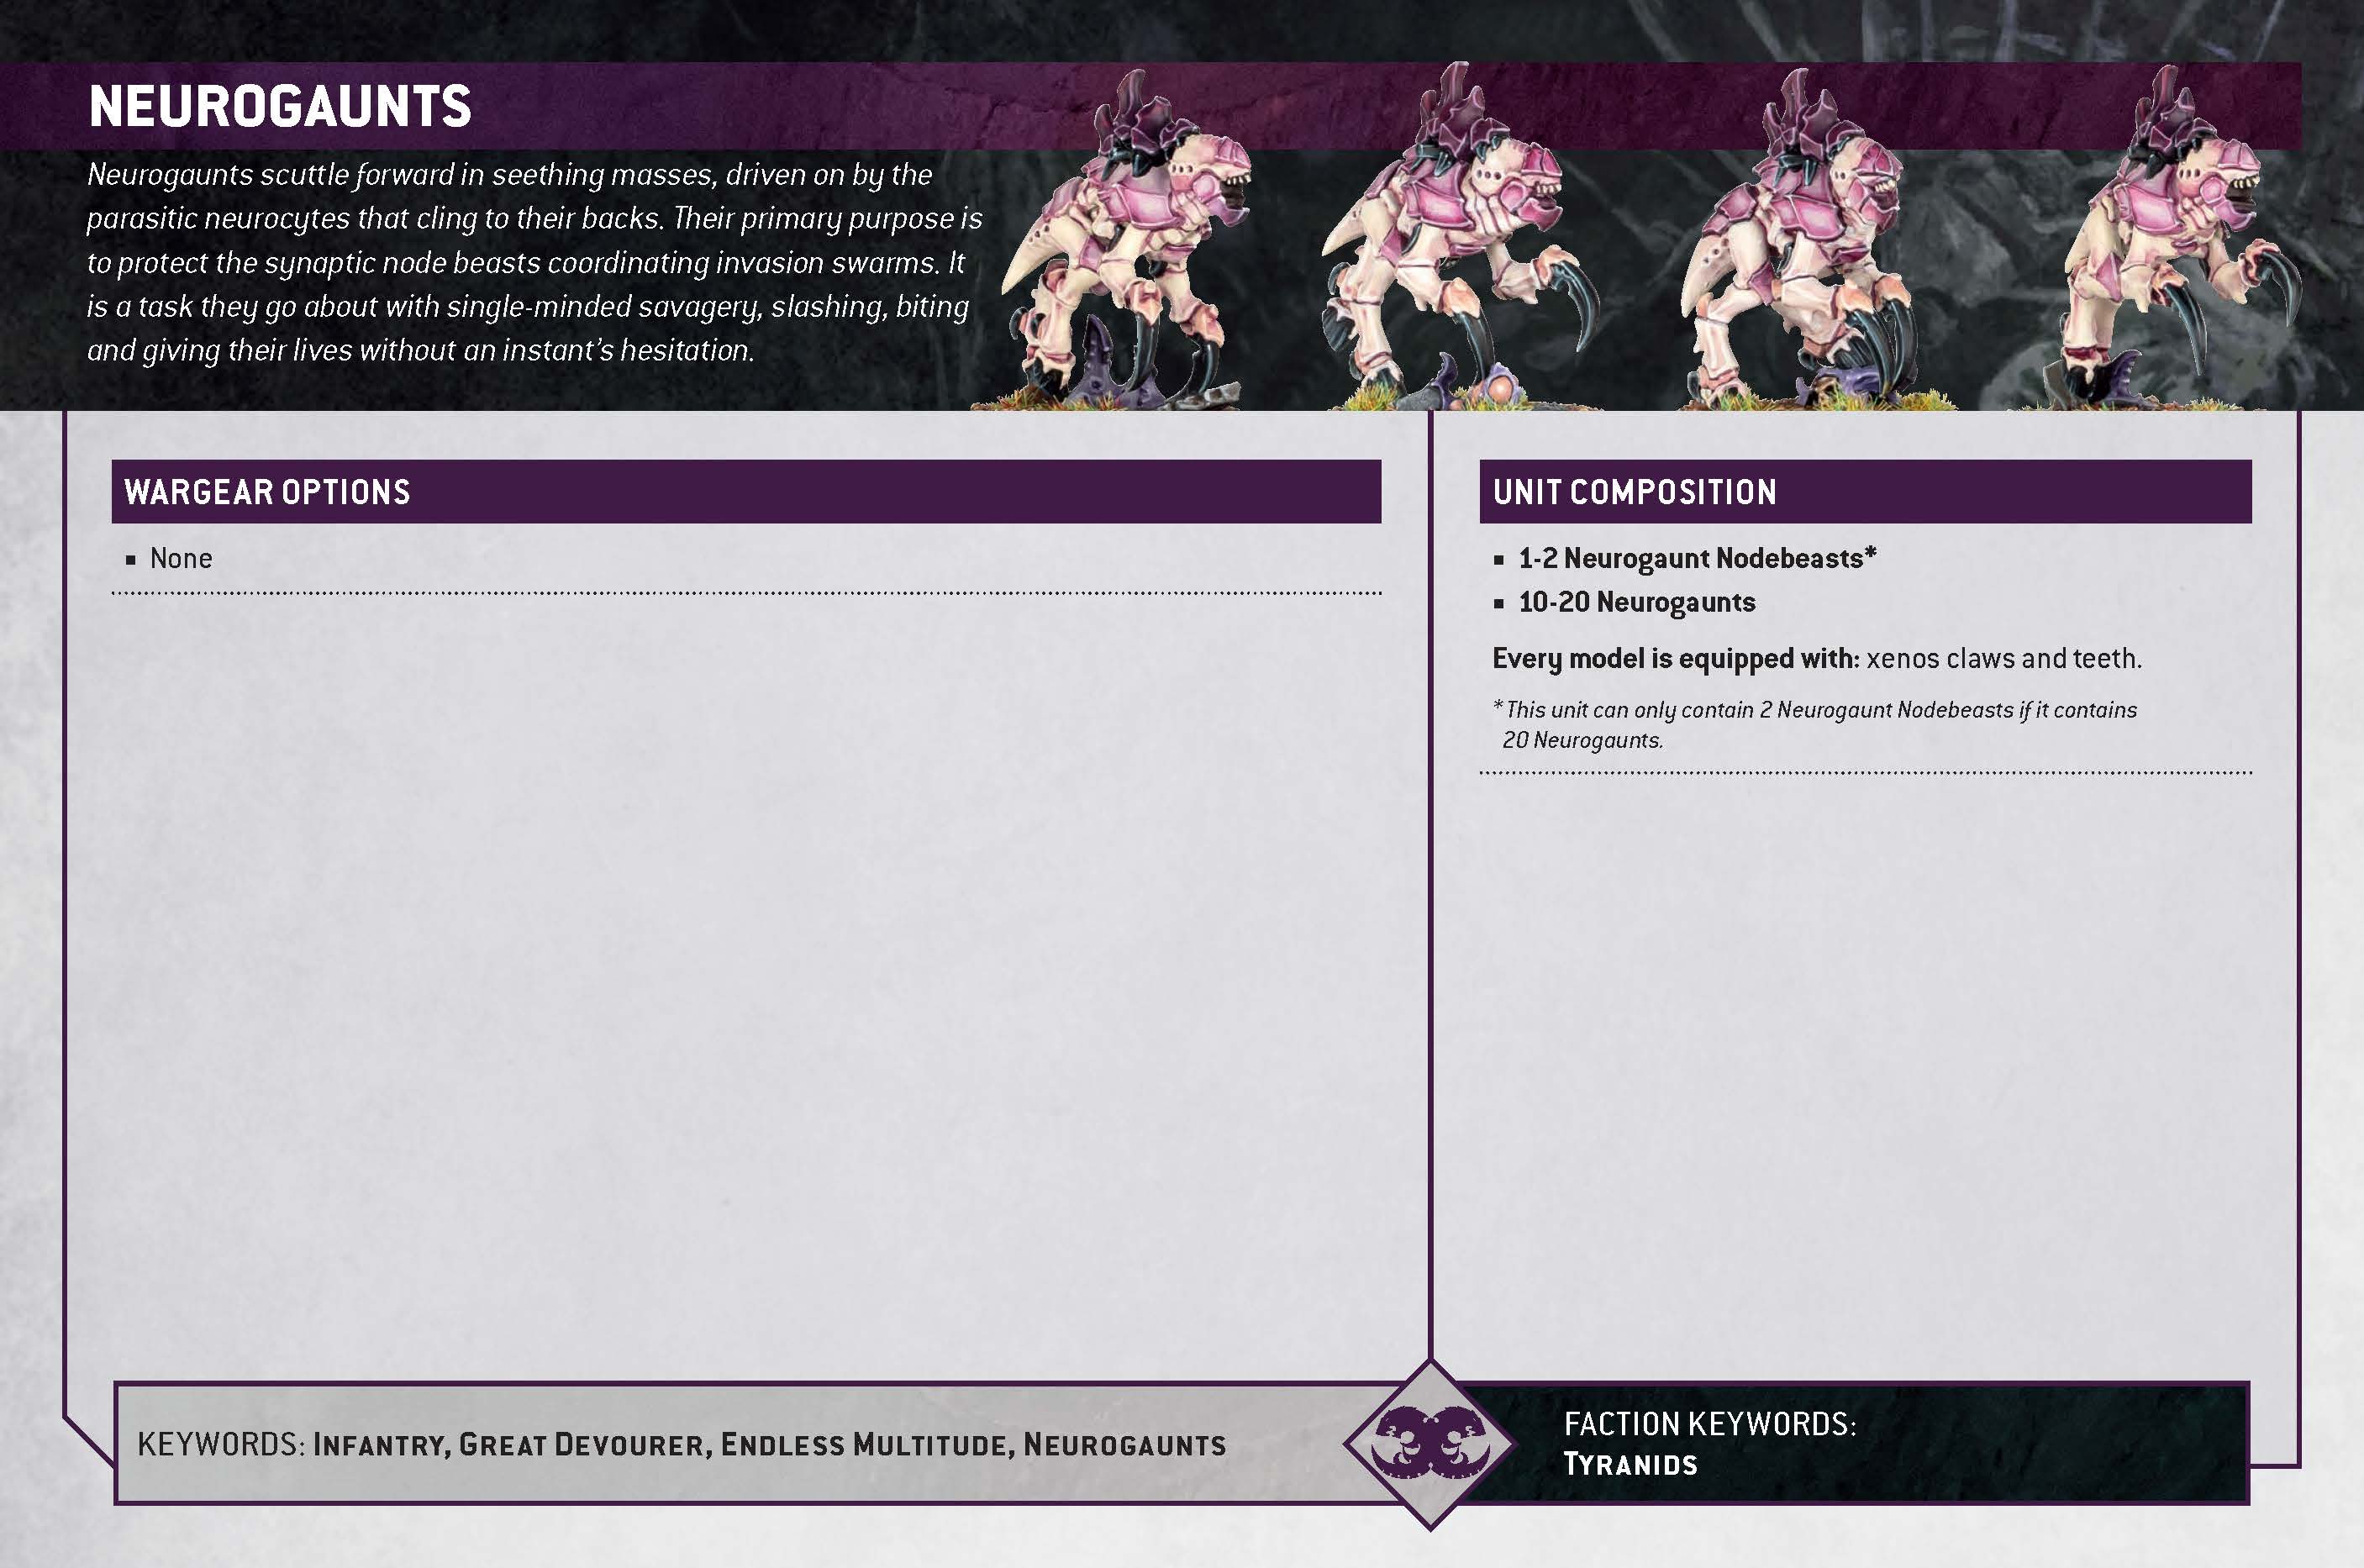 NEUROGAUNTS
Neurogaunts scuttle forward in seething masses, driven on by the
parasitic neurocytes that cling to their backs. Their primary purpose is
to protect the synaptic node beasts coordinating invasion swarms. It
is a task they go about with single-minded savagery, slashing, biting
and giving their lives without an instant's hesitation.
WARGEAR OPTIONS
▪ None
UNIT COMPOSITION
▪ 1-2 Neurogaunt Nodebeasts*
▪ 10-20 Neurogaunts
Every model is equipped with: xenos claws and teeth.
* This unit can only contain 2 Neurogaunt Nodebeasts if it contains
20 Neurogaunts.
KEYWORDS: INFANTRY, GREAT DEVOURER, ENDLESS MULTITUDE, NEUROGAUNTS
FACTION KEYWORDS:
TYRANIDS